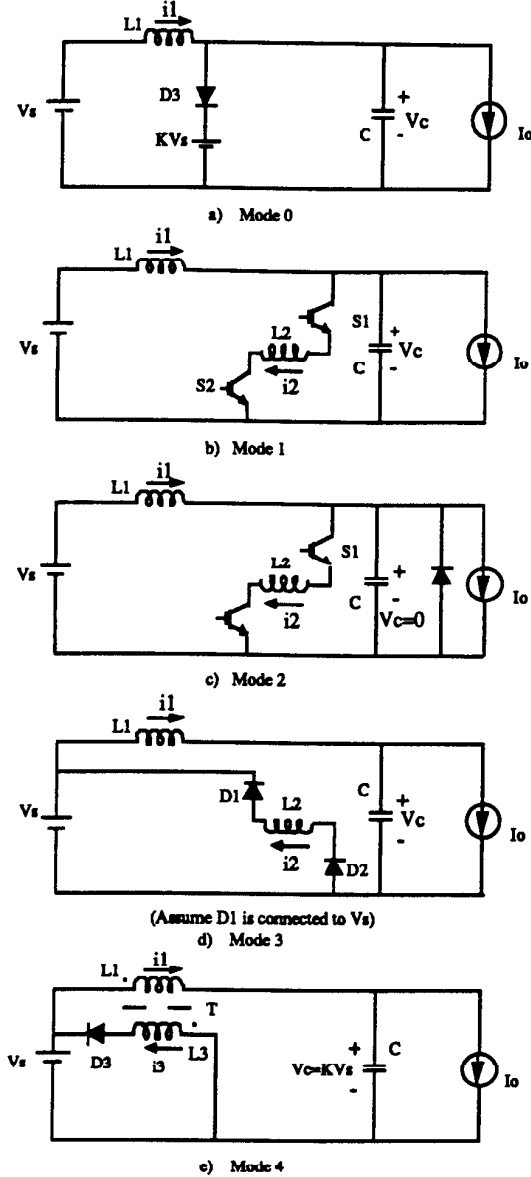 i1
L1
D3
Vs
KVs
C
+
Vc
-
Io
a) Mode 0
i1
L1
S1
L2
Vs
S2
i2
C
+
Vc
-
Io
b) Mode 1
i1
L1
S1
L2
Vs
i2
C
+
-
Vc=0
Io
c) Mode 2
i1
L1
D1
L2
C
+
Vs
Vc
-
i2
D2
Io
(Assume D1 is connected to Vs)
d) Mode 3
i1
L1
T
Vs
D3
i3
L3
C
+
Vc=KVs
-
Io
e) Mode 4